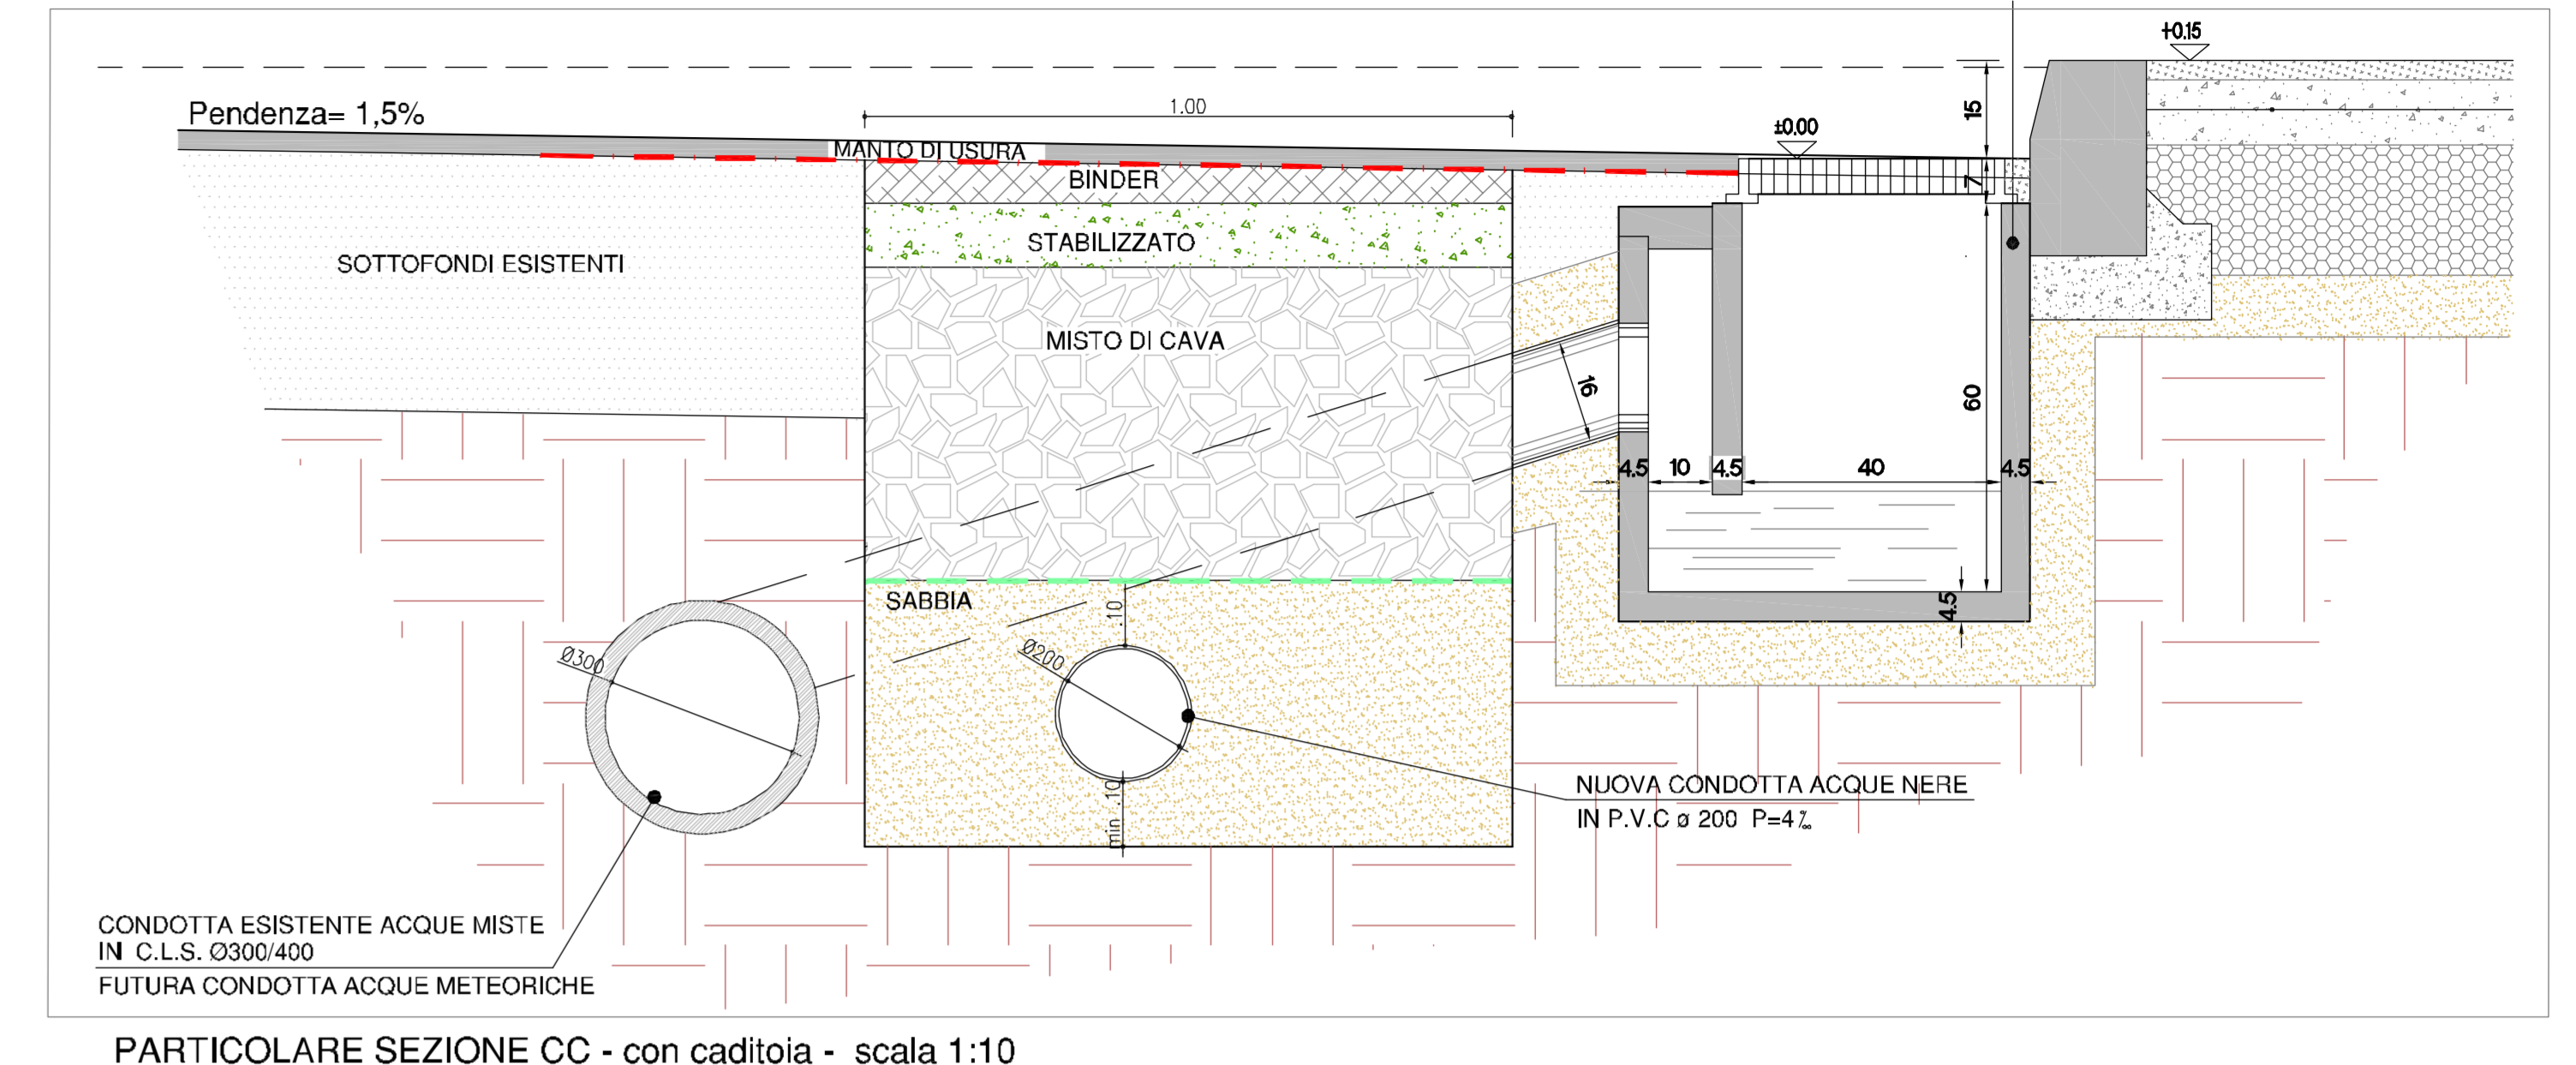 +0.15
Pendenza= 1,5%
1.00
15
±0.00
MANTO DI USURA
BINDER
7
STABILIZZATO
SOTTOFONDI ESISTENTI
MISTO DI CAVA
16
60
4.5 10 4.5 40 4.5
SABBIA
.10
4.5
Ø300
Ø200
min .10
NUOVA CONDOTTA ACQUE NERE
IN P.V.C ø 200 P=4‰
CONDOTTA ESISTENTE ACQUE MISTE
IN C.L.S. Ø300/400
FUTURA CONDOTTA ACQUE METEORICHE
PARTICOLARE SEZIONE CC - con caditoia - scala 1:10